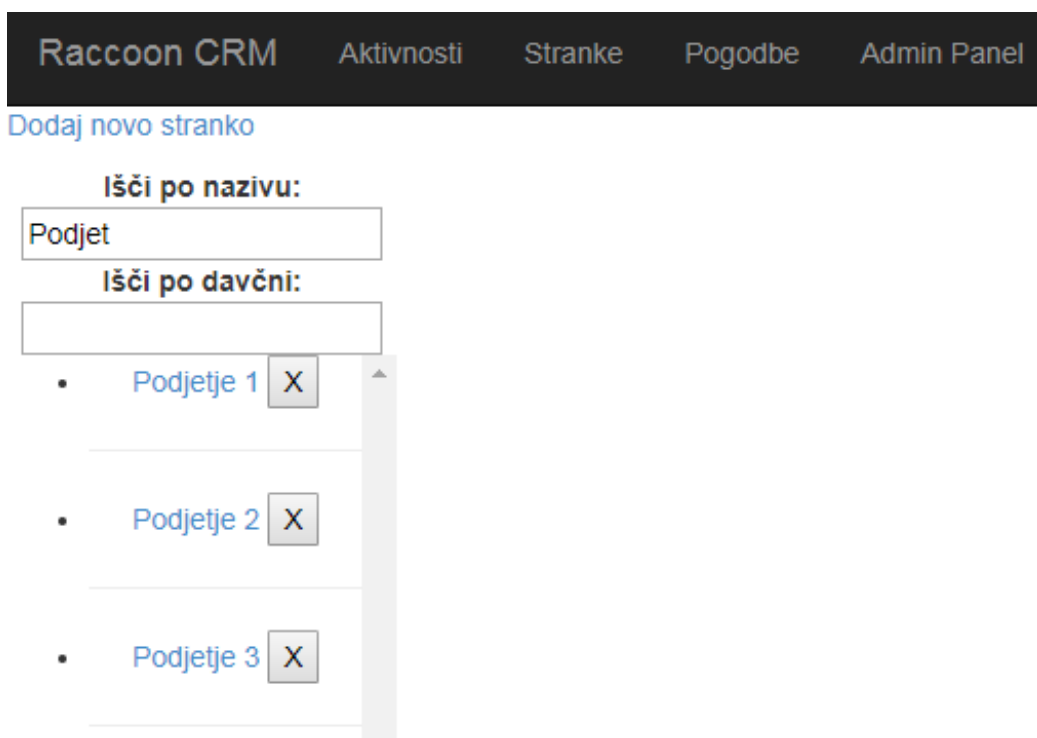 Raccoon CRM Aktivnosti Stranke Pogodbe Admin Panel
Dodaj novo stranko
Išči po nazivu:
Podjet
Išči po davčni:
Podjetje 1 X
Podjetje 2 X
Podjetje 3 X